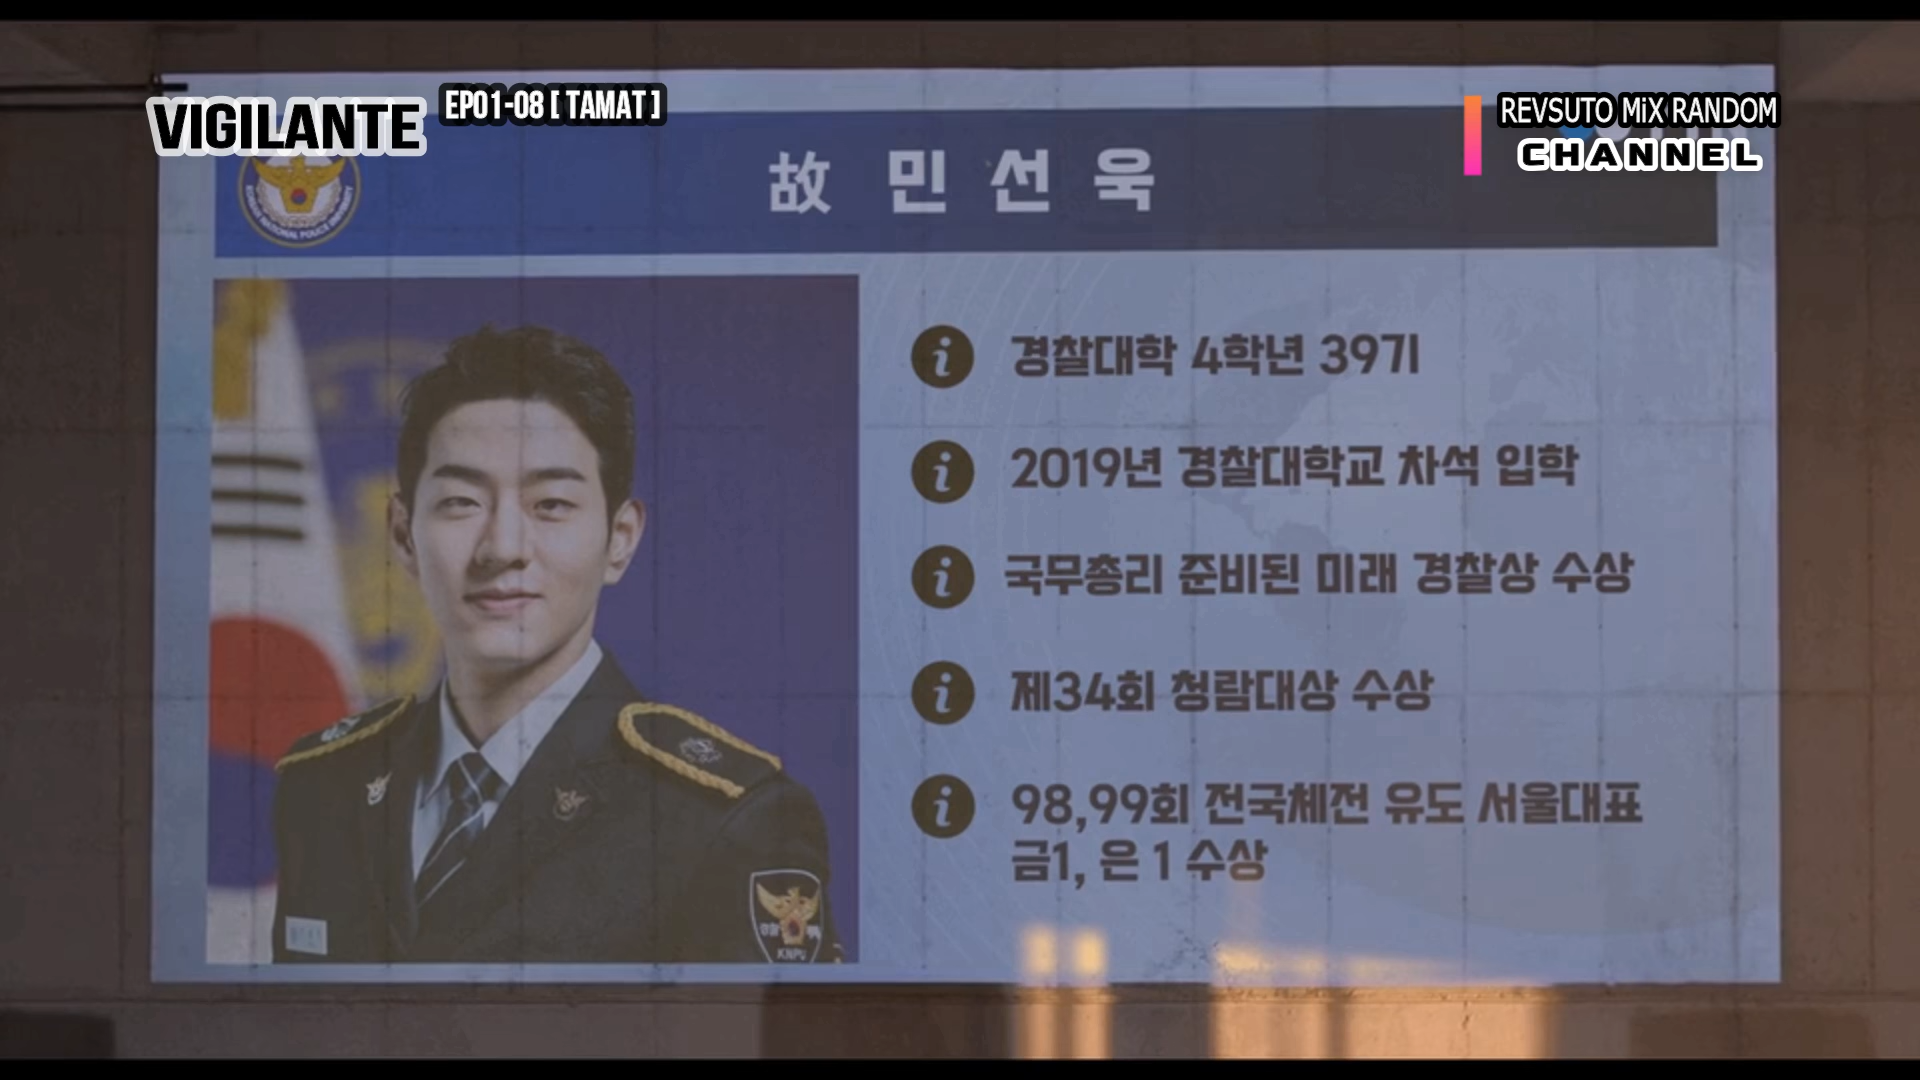 VIGILANTE
EP01-08 [ TAMAT ]
REVSUTO MiX RANDOM
CHANNEL
故 민선욱
경찰대학 4학년 39기
2019년 경찰대학교 차석 입학
국무총리 준비된 미래 경찰상 수상
제34회 청람대상 수상
98,99회 전국체전 유도 서울대표
금1, 은 1 수상
KNPU